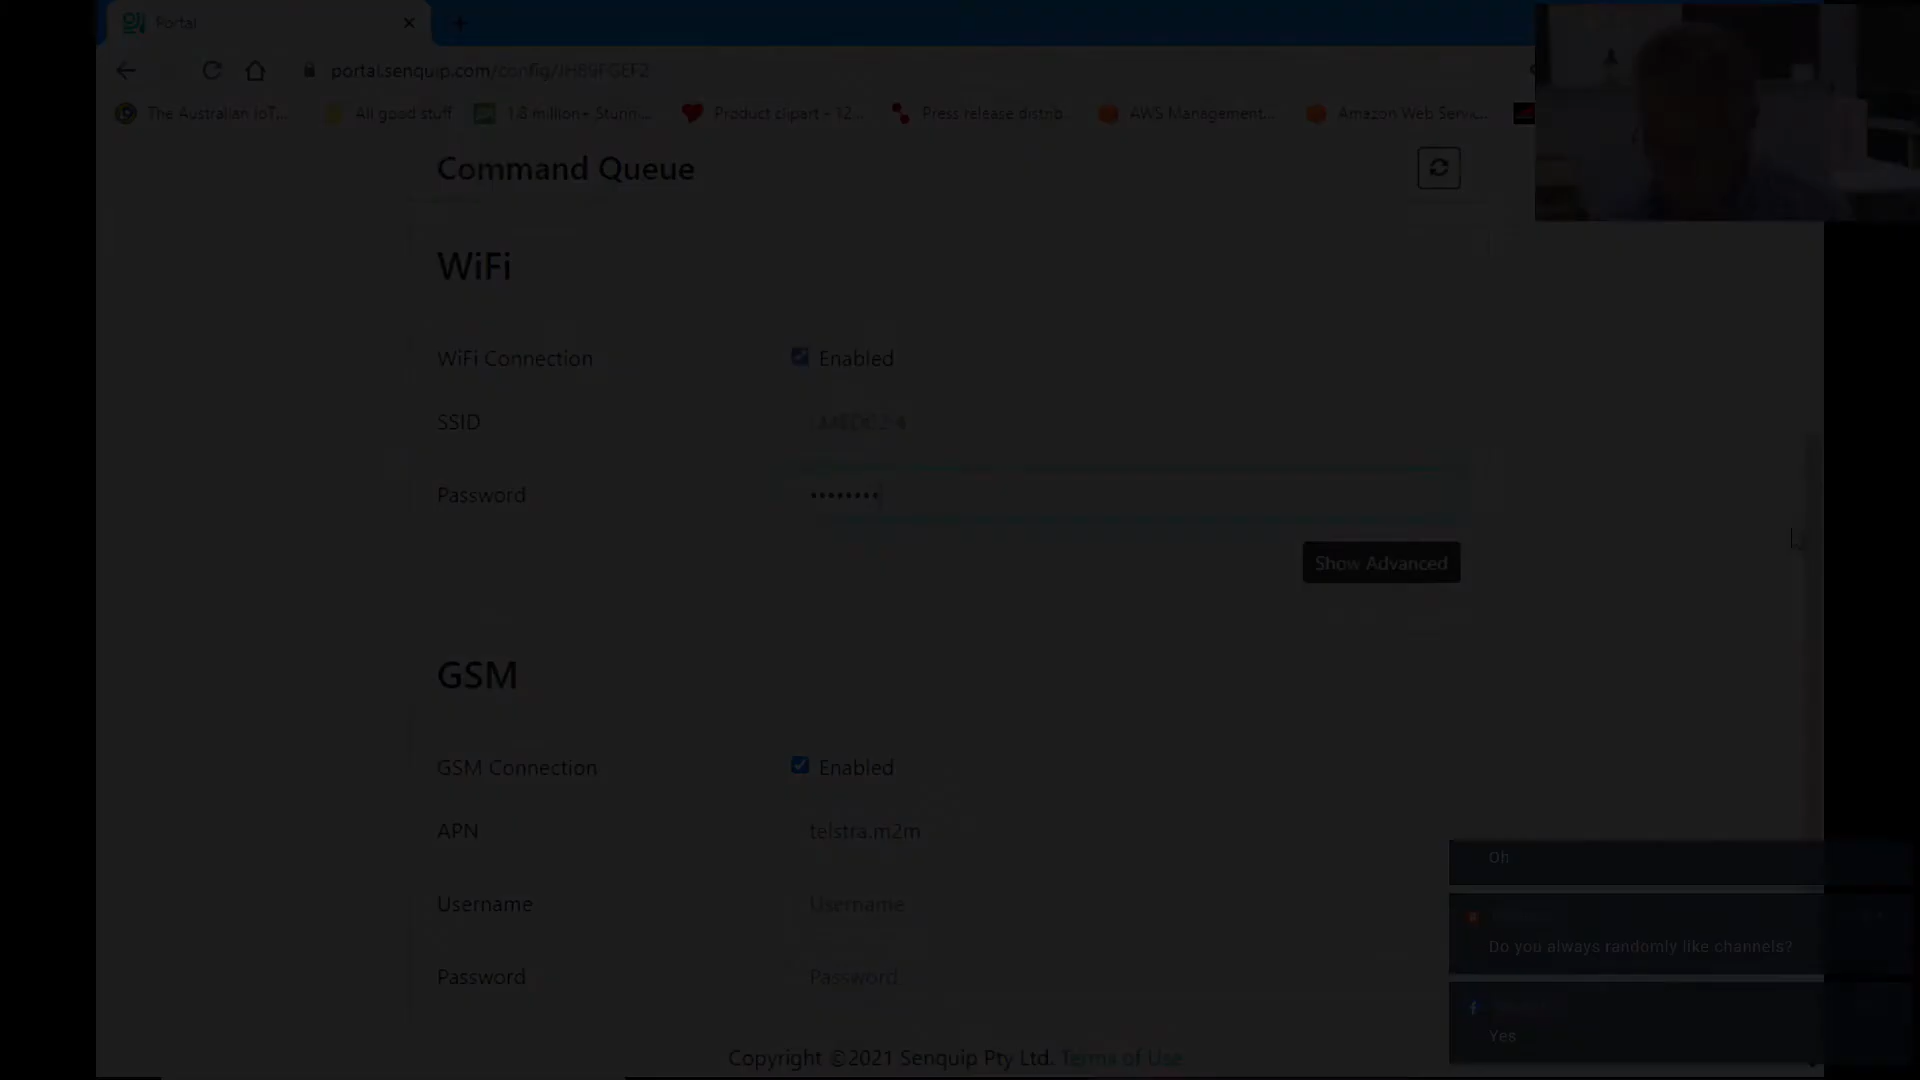 Portal
portal.senquip.com/config/
The Australian IoT...
All good stuff
1.8 million+ Stunn...
Product clipart - 12...
Press release distrib...
AWS Management...
Amazon Web Servi...
Command Queue
WiFi
WiFi Connection
Enabled
SSID
Password
••••••••
Show Advanced
GSM
GSM Connection
Enabled
APN
telstra.m2m
Username
Username
Password
Password
Oh
Do you always randomly like channels?
Yes
Copyright ©2021 Senquip Pty Ltd. Terms of Use